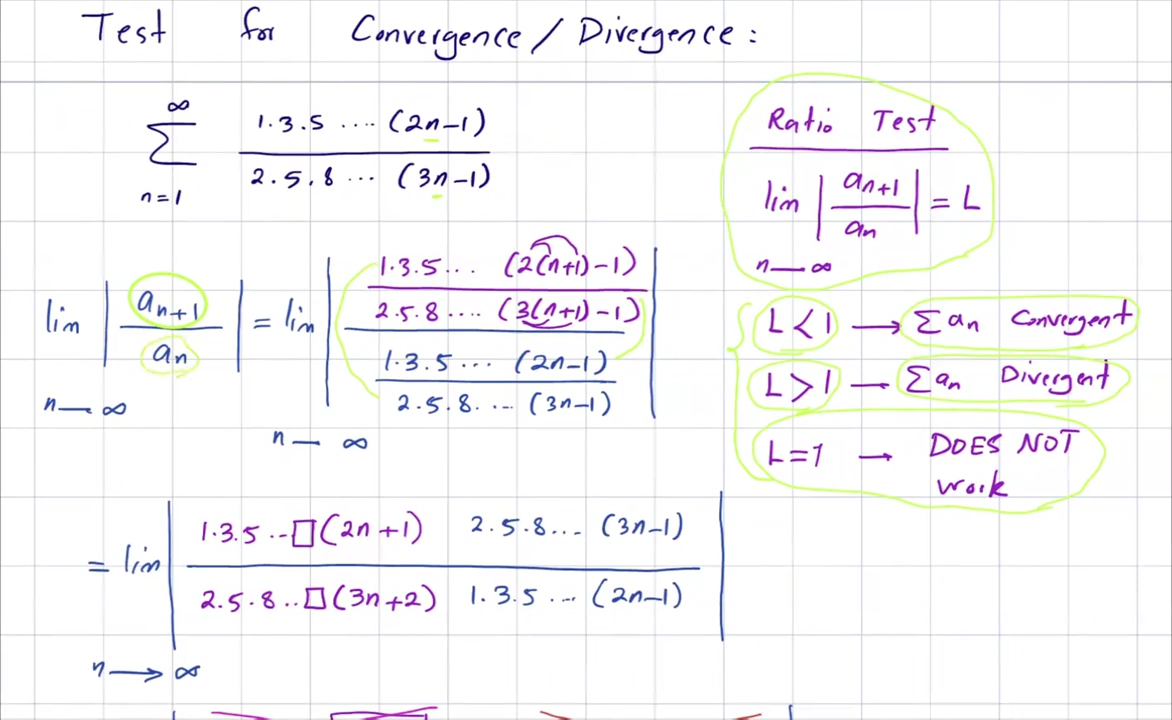 Test for Convergence / Divergence :
∞
∑ 1.3.5 .... (2n-1)
2.5.8 ... (3n-1)
n=1
Ratio Test
lim | an+1 / an | = L
n — ∞
lim | an+1 / an | = lim | 1.3.5... (2(n+1)-1)
2.5.8.... (3(n+1)-1)
1.3.5... (2n-1)
2.5.8. ... (3n-1) |
n — ∞
n — ∞
L < 1 → ∑an Convergent
L > 1 → ∑an Divergent
L = 1 → DOES NOT
work
= lim | 1.3.5 ..□(2n+1) 2.5.8... (3n-1)
2.5.8..□(3n+2) 1.3.5... (2n-1) |
n → ∞